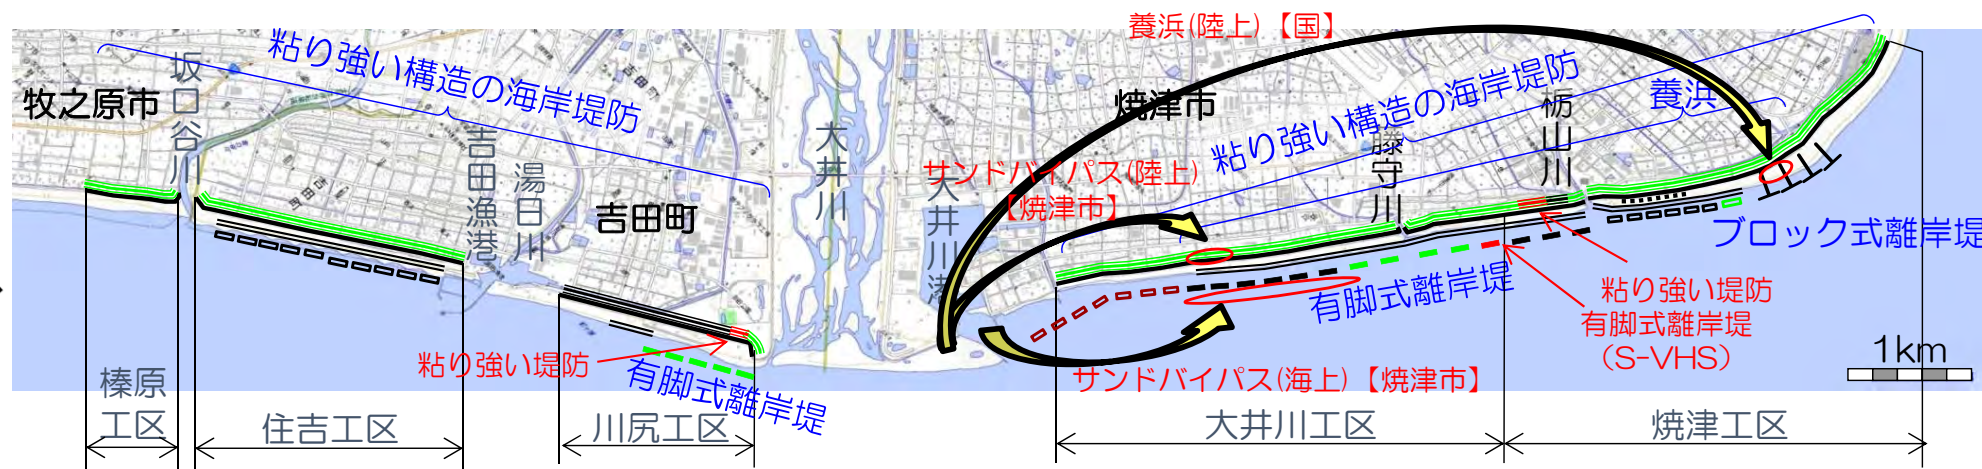 養浜(陸上)【国】
粘り強い構造の海岸堤防
坂口谷川
牧之原市
吉田漁港
湯日川
吉田町
大井川
大井川港
焼津市
粘り強い構造の海岸堤防
養浜
栃山川
藤守川
サンドバイパス(陸上)
【焼津市】
ブロック式離岸堤
有脚式離岸堤
粘り強い堤防
有脚式離岸堤
(S-VHS)
粘り強い堤防
有脚式離岸堤
サンドバイパス(海上)【焼津市】
1km
榛原
工区
住吉工区
川尻工区
大井川工区
焼津工区